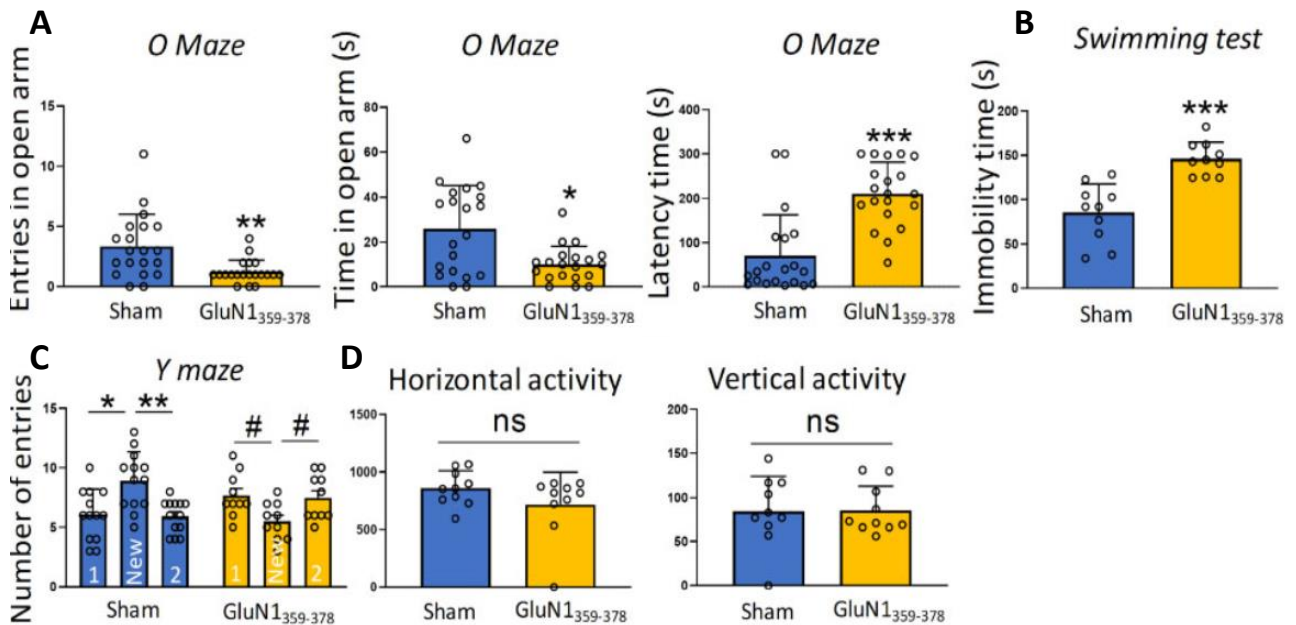 A
O Maze
Entries in open arm
15
10
5
0
**
Sham
GluN1359-378
O Maze
Time in open arm (s)
80
60
40
20
0
*
Sham
GluN1359-378
O Maze
Latency time (s)
400
300
200
100
0
***
Sham
GluN1359-378
B
Swimming test
Immobility time (s)
200
150
100
50
0
***
Sham
GluN1359-378
C
Y maze
Number of entries
15
10
5
0
* **
# #
1 New 2 1 New 2
Sham
GluN1359-378
D
Horizontal activity
1500
1000
500
0
ns
Sham
GluN1359-378
Vertical activity
200
150
100
50
0
ns
Sham
GluN1359-378